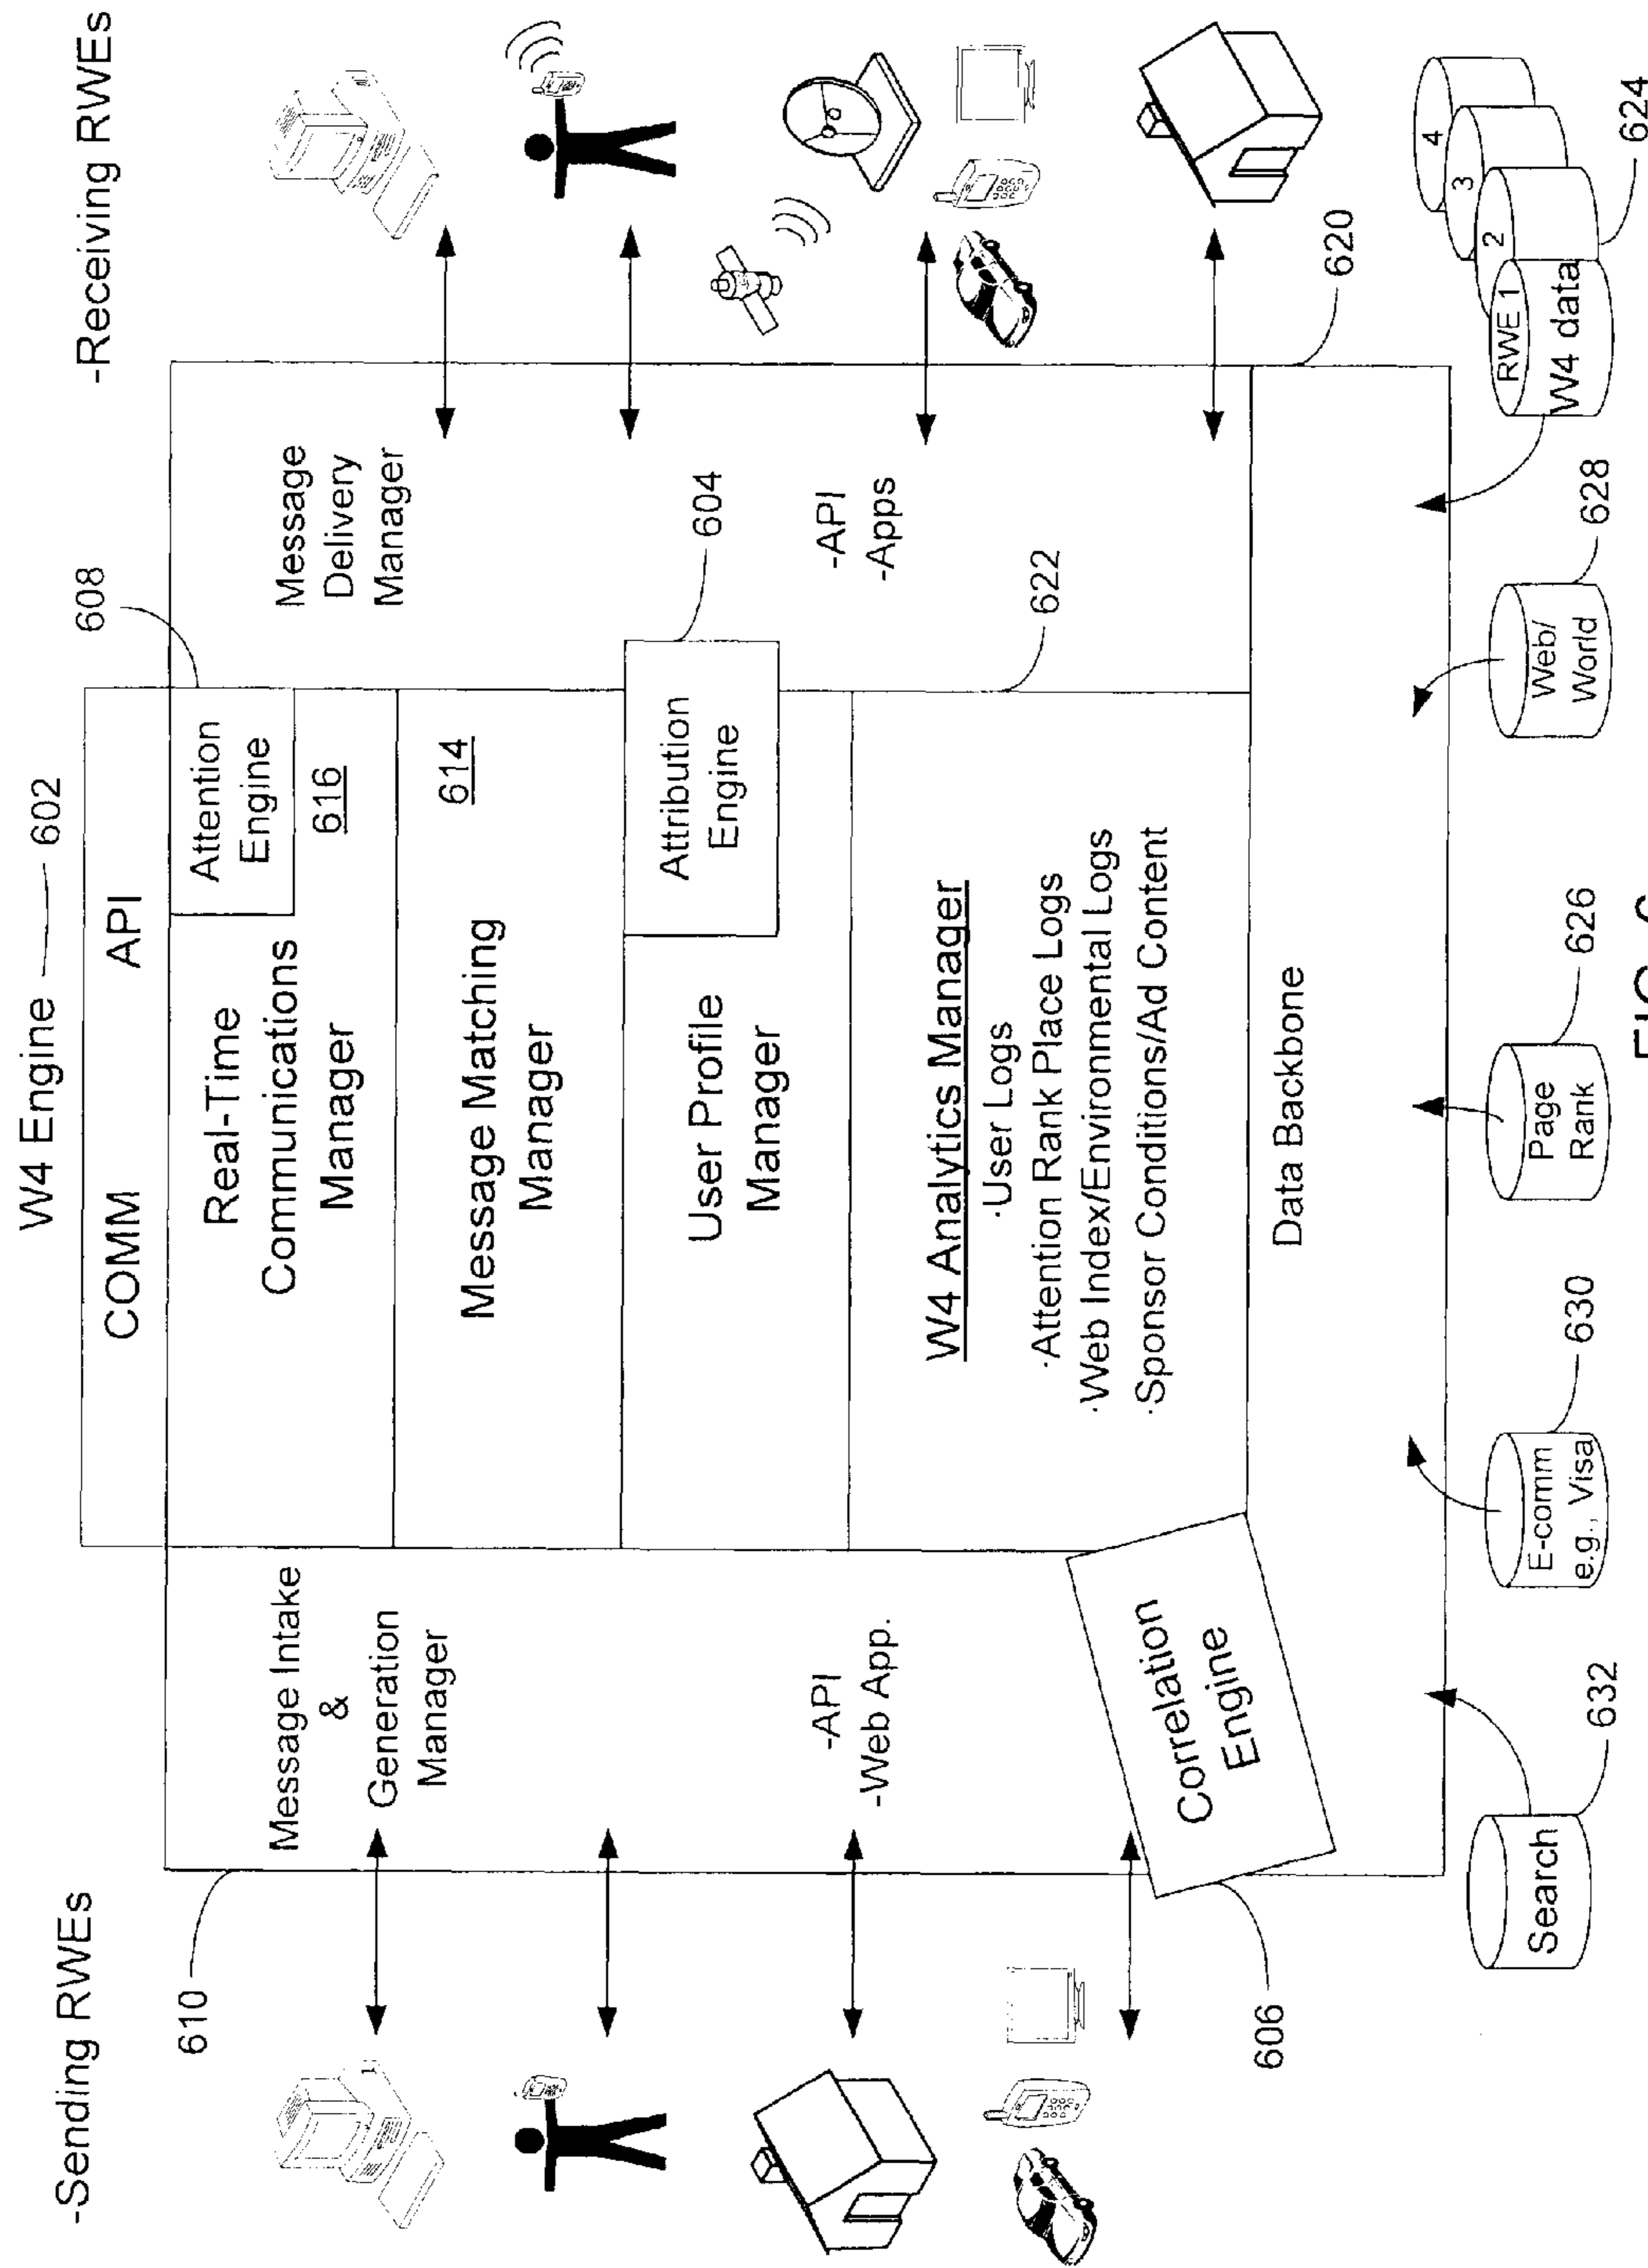 W4 Engine 602
-Sending RWEs
-Receiving RWEs
608
COMM API
610
Message Intake
&
Generation
Manager
-API
-Web App.
Real-Time
Communications
Manager
Attention
Engine
616
Message Matching
Manager
614
User Profile
Manager
Attribution
Engine
604
W4 Analytics Manager
·User Logs
·Attention Rank Place Logs
·Web Index/Environmental Logs
·Sponsor Conditions/Ad Content
622
Message
Delivery
Manager
-API
-Apps
Correlation
Engine
606
Data Backbone
620
Search
632
E-comm
e.g., Visa
630
Page
Rank
626
Web/
World
628
RWE 1
2
3
4
W4 data
624